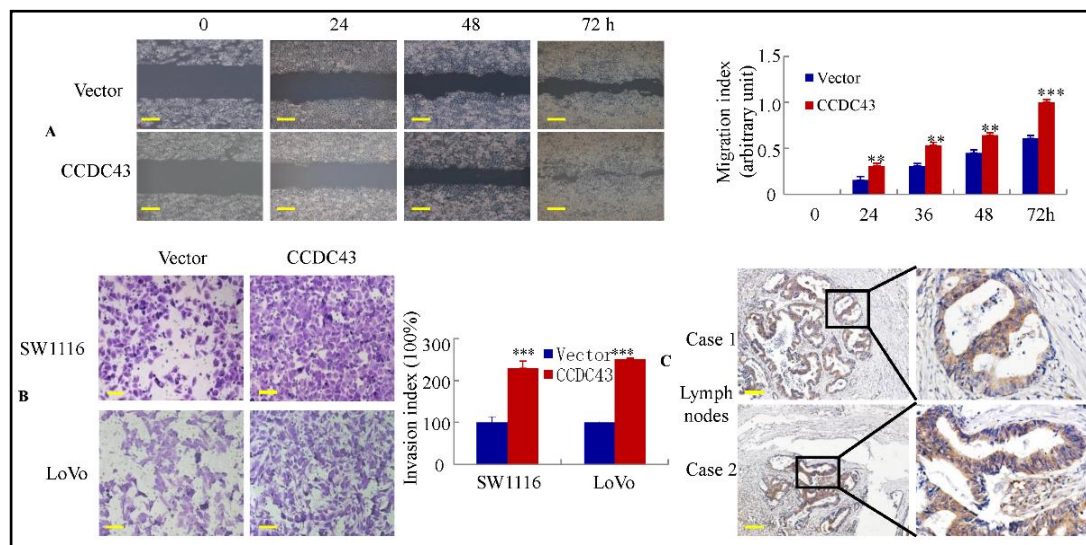 0 24 48 72 h
Vector
A
CCDC43
Migration index
(arbitrary unit)
1.5
1.0
0.5
0
Vector
CCDC43
** ** ** ***
0 24 36 48 72h
Vector CCDC43
SW1116
B
LoVo
Invasion index (100%)
300
200
100
0
Vector
CCDC43
*** ***
SW1116 LoVo
C
Case 1
Lymph
nodes
Case 2